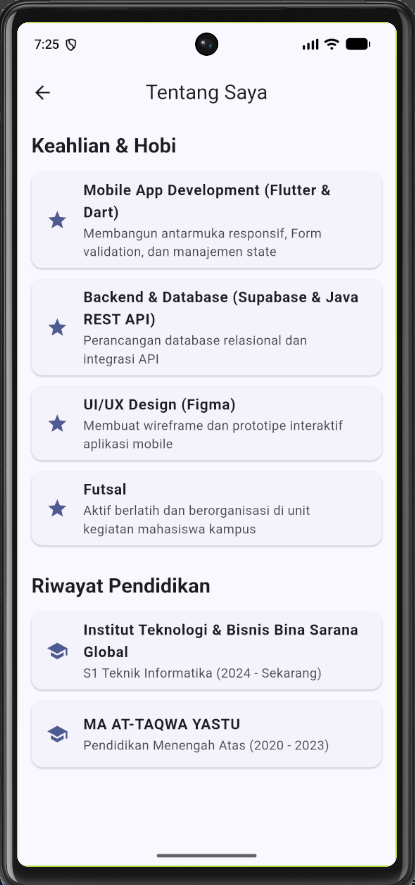 7:25
Tentang Saya
Keahlian & Hobi
Mobile App Development (Flutter &
Dart)
Membangun antarmuka responsif, Form
validation, dan manajemen state
Backend & Database (Supabase & Java
REST API)
Perancangan database relasional dan
integrasi API
UI/UX Design (Figma)
Membuat wireframe dan prototipe interaktif
aplikasi mobile
Futsal
Aktif berlatih dan berorganisasi di unit
kegiatan mahasiswa kampus
Riwayat Pendidikan
Institut Teknologi & Bisnis Bina Sarana
Global
S1 Teknik Informatika (2024 - Sekarang)
MA AT-TAQWA YASTU
Pendidikan Menengah Atas (2020 - 2023)